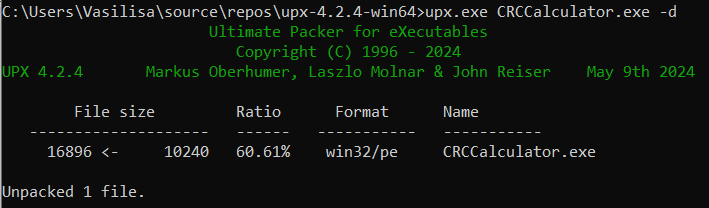 C:\Users\Vasilisa\source\repos\upx-4.2.4-win64>upx.exe CRCCalculator.exe -d
Ultimate Packer for eXecutables
Copyright (C) 1996 - 2024
UPX 4.2.4       Markus Oberhumer, Laszlo Molnar & John Reiser    May 9th 2024
File size         Ratio      Format      Name
--------------------   ------   -----------   -----------
16896 <-     10240   60.61%    win32/pe     CRCCalculator.exe
Unpacked 1 file.